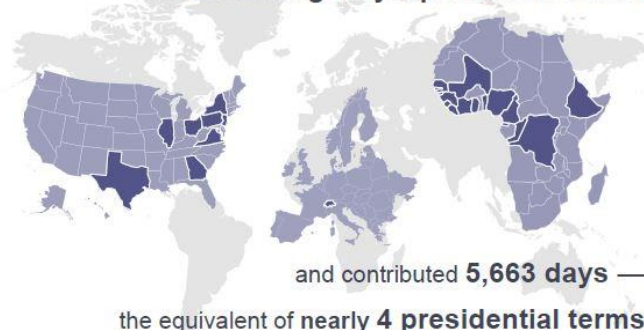 and contributed 5,663 days
the equivalent of nearly 4 presidential terms